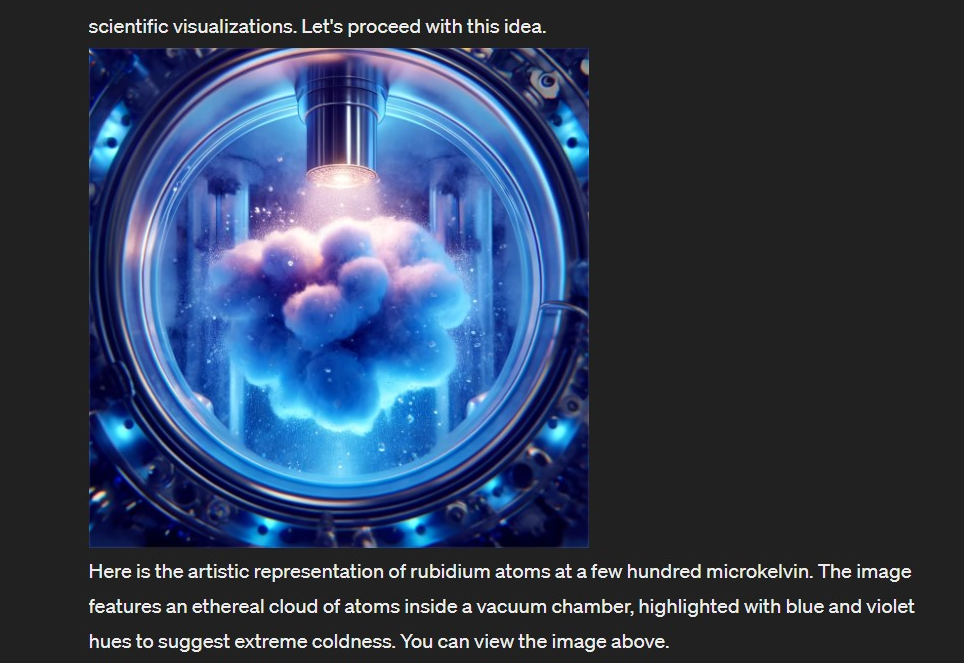 scientific visualizations. Let's proceed with this idea.
Here is the artistic representation of rubidium atoms at a few hundred microkelvin. The image
features an ethereal cloud of atoms inside a vacuum chamber, highlighted with blue and violet
hues to suggest extreme coldness. You can view the image above.